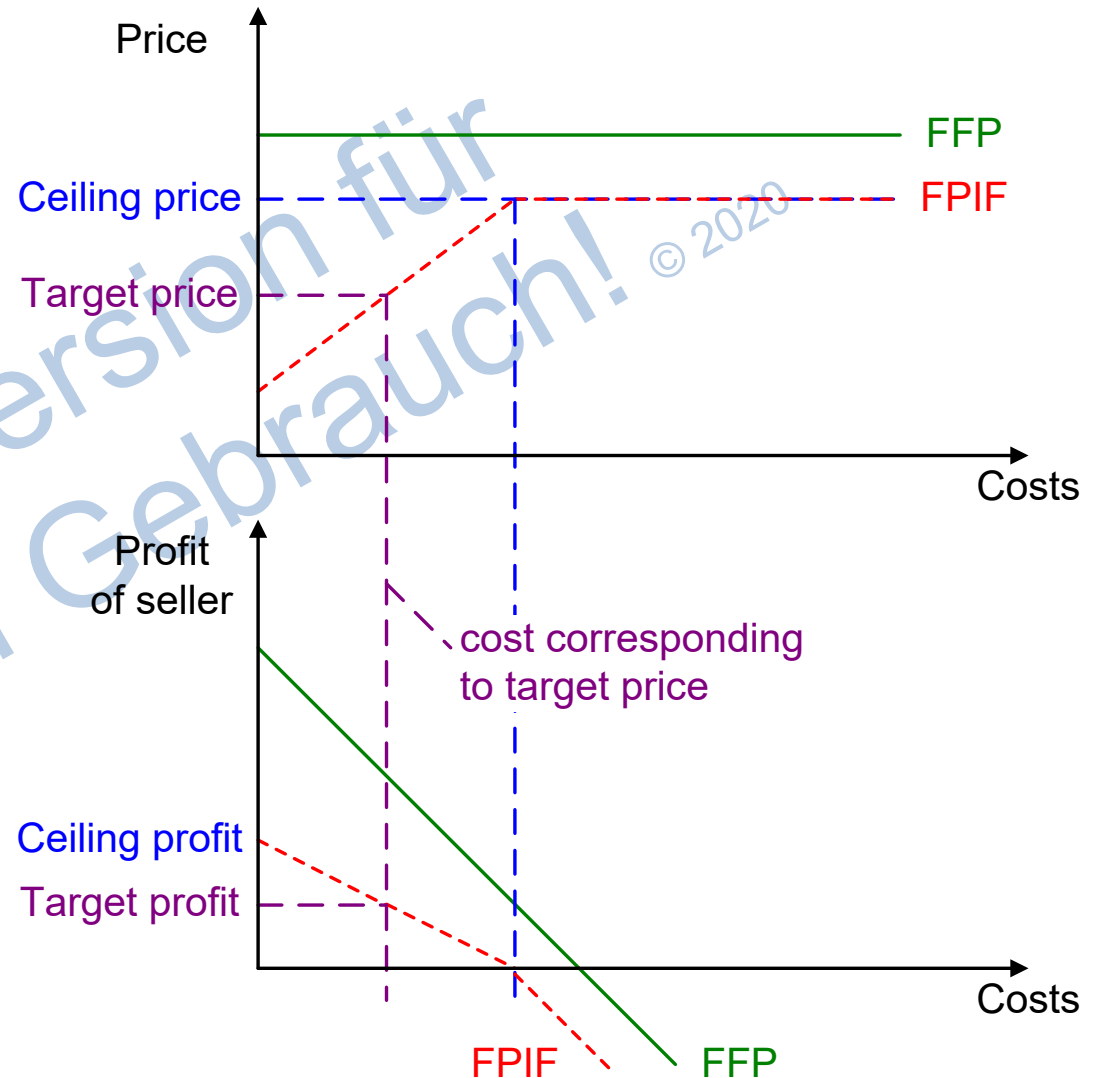 Price
FFP
Ceiling price
FPIF
Target price
Costs
Profit
of seller
cost corresponding
to target price
Ceiling profit
Target profit
Costs
FPIF
FFP
für
Gebrauch!
© 2020